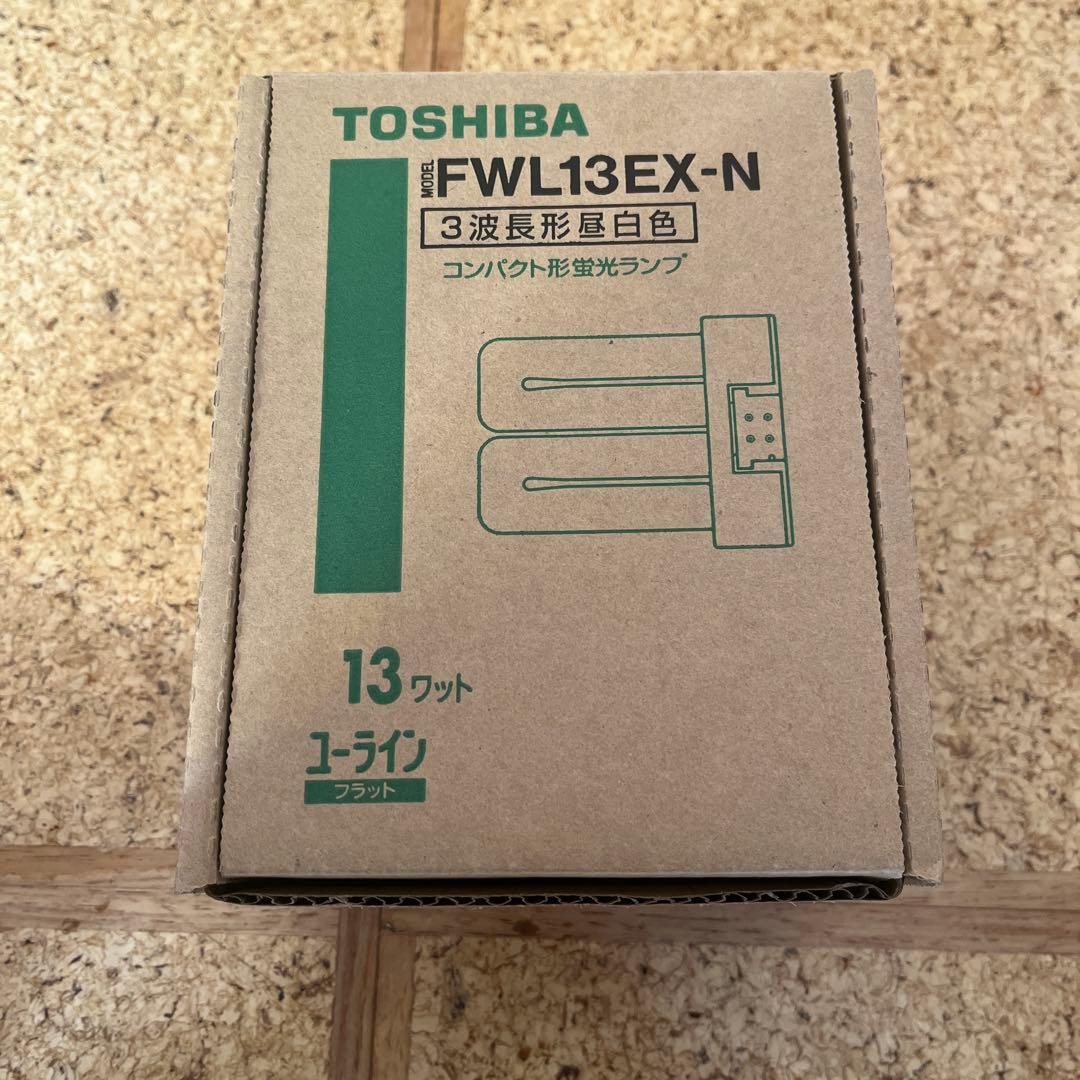 TOSHIBA
MODEL FWL13EX-N
3波長形昼白色
コンパクト形蛍光ランプ
13ワット
ユーライン
フラット